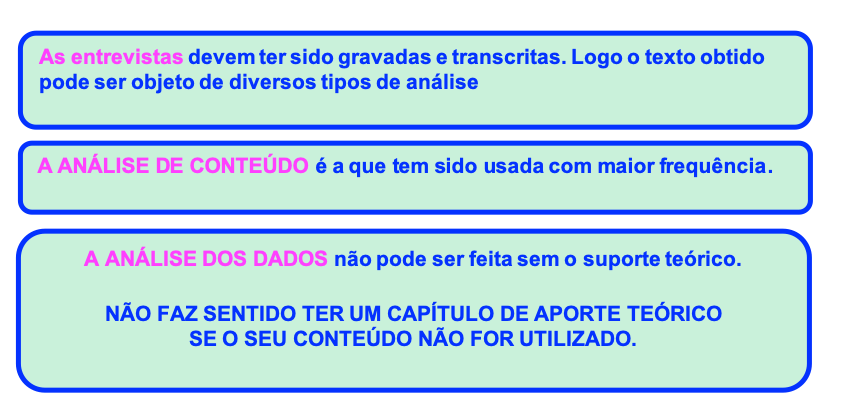 As entrevistas devem ter sido gravadas e transcritas. Logo o texto obtido
pode ser objeto de diversos tipos de análise
A ANÁLISE DE CONTEÚDO é a que tem sido usada com maior frequência.
A ANÁLISE DOS DADOS não pode ser feita sem o suporte teórico.
NÃO FAZ SENTIDO TER UM CAPÍTULO DE APORTE TEÓRICO
SE O SEU CONTEÚDO NÃO FOR UTILIZADO.